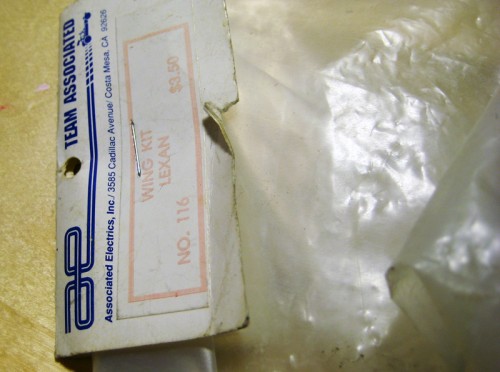 TEAM ASSOCIATED
Associated Electrics, Inc./ 3585 Cadillac Avenue/ Costa Mesa, CA 92626
WING KIT $3.50
LEXAN
NO. 116